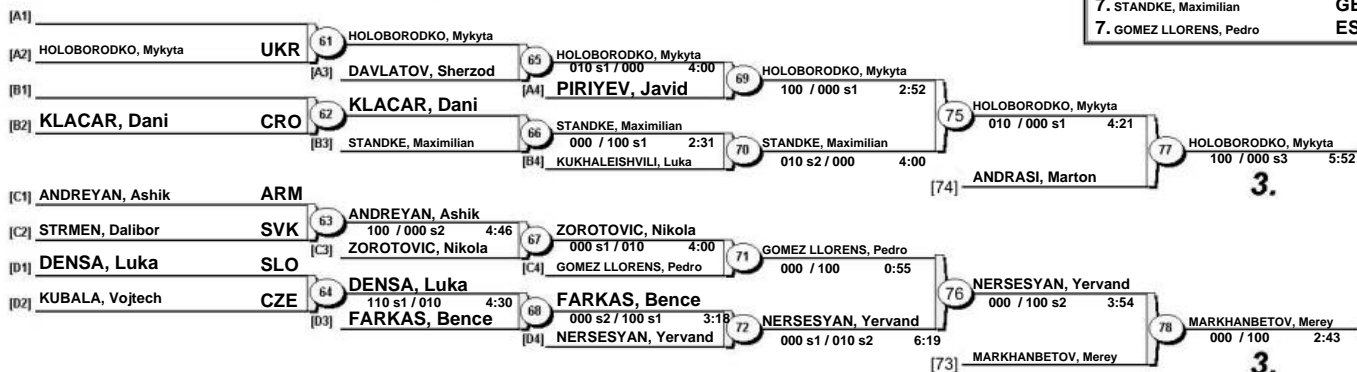 7. STANDKE, Maximilian GE
7. GOMEZ LLORENS, Pedro ES
[A1]
[A2] HOLOBORODKO, Mykyta UKR
61 HOLOBORODKO, Mykyta
[A3] DAVLATOV, Sherzod
65 HOLOBORODKO, Mykyta
010 s1 / 000 4:00
[A4] PIRIYEV, Javid
69 HOLOBORODKO, Mykyta
100 / 000 s1 2:52
[B1]
[B2] KLACAR, Dani CRO
62 KLACAR, Dani
[B3] STANDKE, Maximilian
66 STANDKE, Maximilian
000 / 100 s1 2:31
[B4] KUKHALEISHVILI, Luka
70 STANDKE, Maximilian
010 s2 / 000 4:00
75 HOLOBORODKO, Mykyta
010 / 000 s1 4:21
[74] ANDRASI, Marton
77 HOLOBORODKO, Mykyta
100 / 000 s3 5:52
3.
[C1] ANDREYAN, Ashik ARM
[C2] STRMEN, Dalibor SVK
63 ANDREYAN, Ashik
100 / 000 s2 4:46
[C3] ZOROTOVIC, Nikola
67 ZOROTOVIC, Nikola
000 s1 / 010 4:00
[C4] GOMEZ LLORENS, Pedro
71 GOMEZ LLORENS, Pedro
000 / 100 0:55
[D1] DENSA, Luka SLO
[D2] KUBALA, Vojtech CZE
64 DENSA, Luka
110 s1 / 010 4:30
[D3] FARKAS, Bence
68 FARKAS, Bence
000 s2 / 100 s1 3:18
[D4] NERSESYAN, Yervand
72 NERSESYAN, Yervand
000 s1 / 010 s2 6:19
76 NERSESYAN, Yervand
000 / 100 s2 3:54
[73] MARKHANBETOV, Merey
78 MARKHANBETOV, Merey
000 / 100 2:43
3.